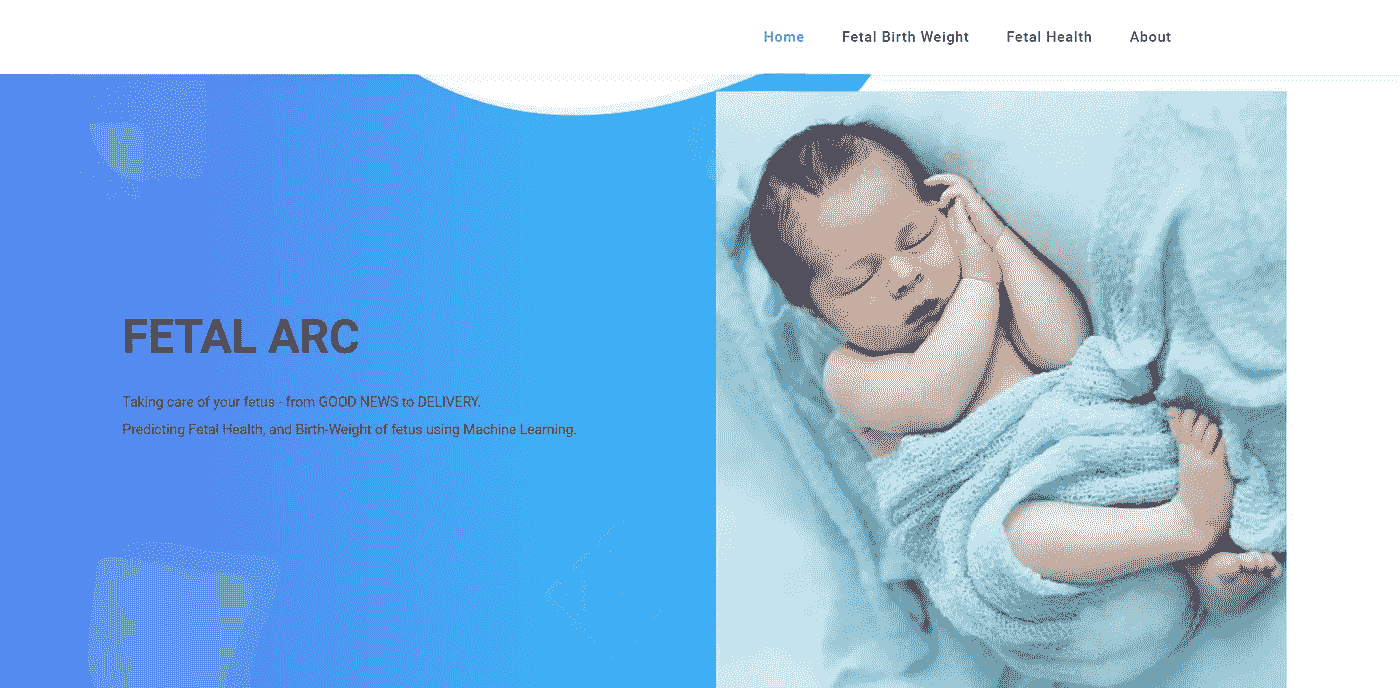 Home Fetal Birth Weight Fetal Health About
FETAL ARC
Taking care of your fetus - from GOOD NEWS to DELIVERY.
Predicting Fetal Health, and Birth-Weight of fetus using Machine Learning.